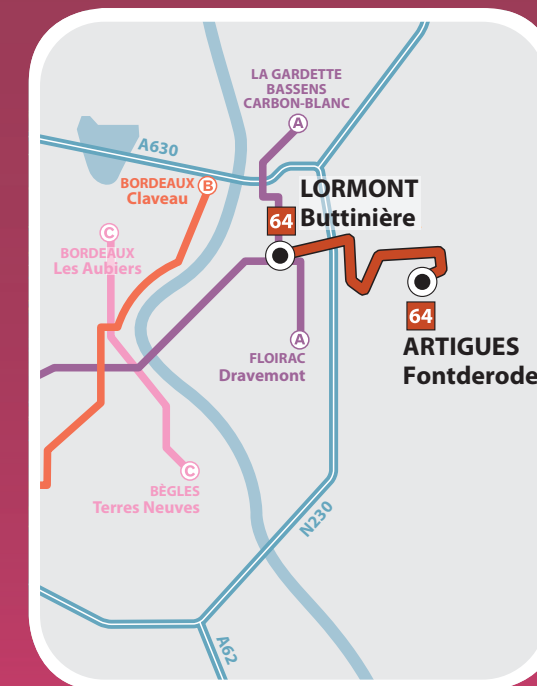 LA GARDETTE
BASSENS
CARBON-BLANC
A
A630
BORDEAUX
Claveau
B
LORMONT
64 Buttinière
C
BORDEAUX
Les Aubiers
64
ARTIGUES
Fontderode
A
FLOIRAC
Dravemont
C
BÈGLES
Terres Neuves
N230
A62